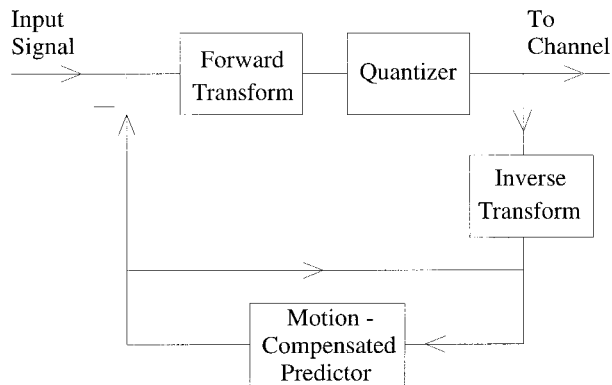 Input
Signal
To
Channel
Forward
Transform
Quantizer
Inverse
Transform
Motion -
Compensated
Predictor